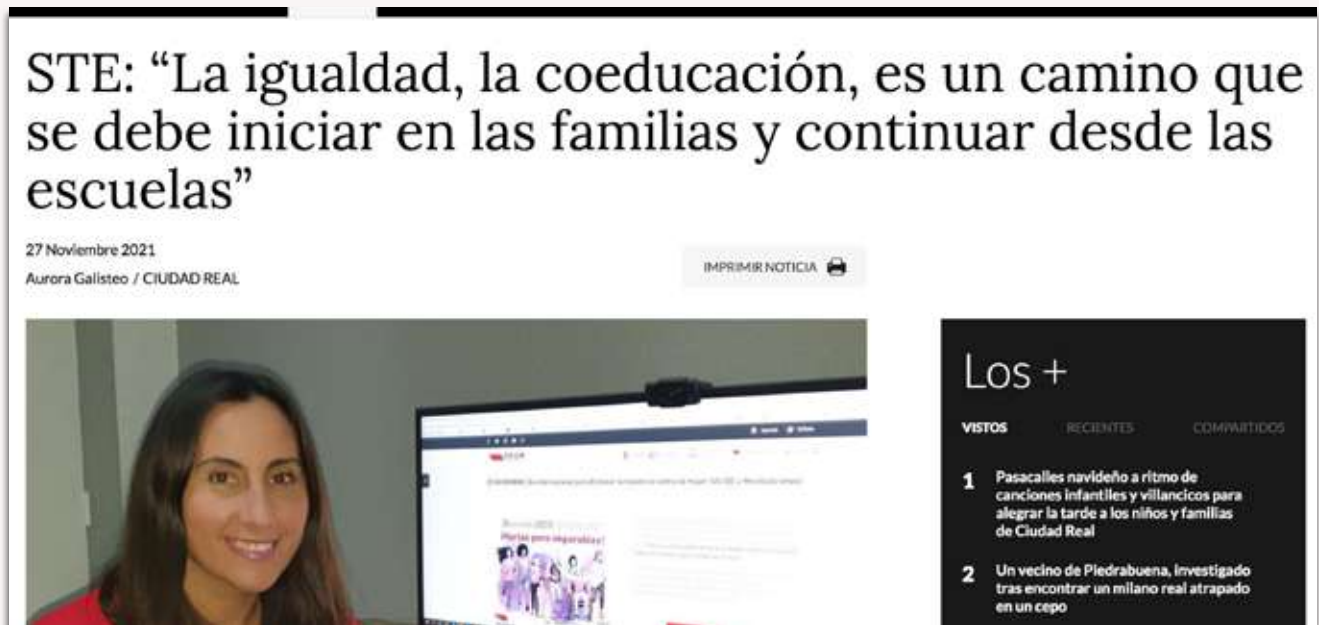 STE: “La igualdad, la coeducación, es un camino que
se debe iniciar en las familias y continuar desde las
escuelas”
27 Noviembre 2021
Aurora Galisteo / CIUDAD REAL
IMPRIMIR NOTICIA
Los +
VISTOS
RECIENTES
COMPARTIDOS
1 Pasacalles navideño a ritmo de
canciones infantiles y villancicos para
alegrar la tarde a los niños y familias
de Ciudad Real
2 Un vecino de Piedrabuena, investigado
tras encontrar un milano real atrapado
en un cepo